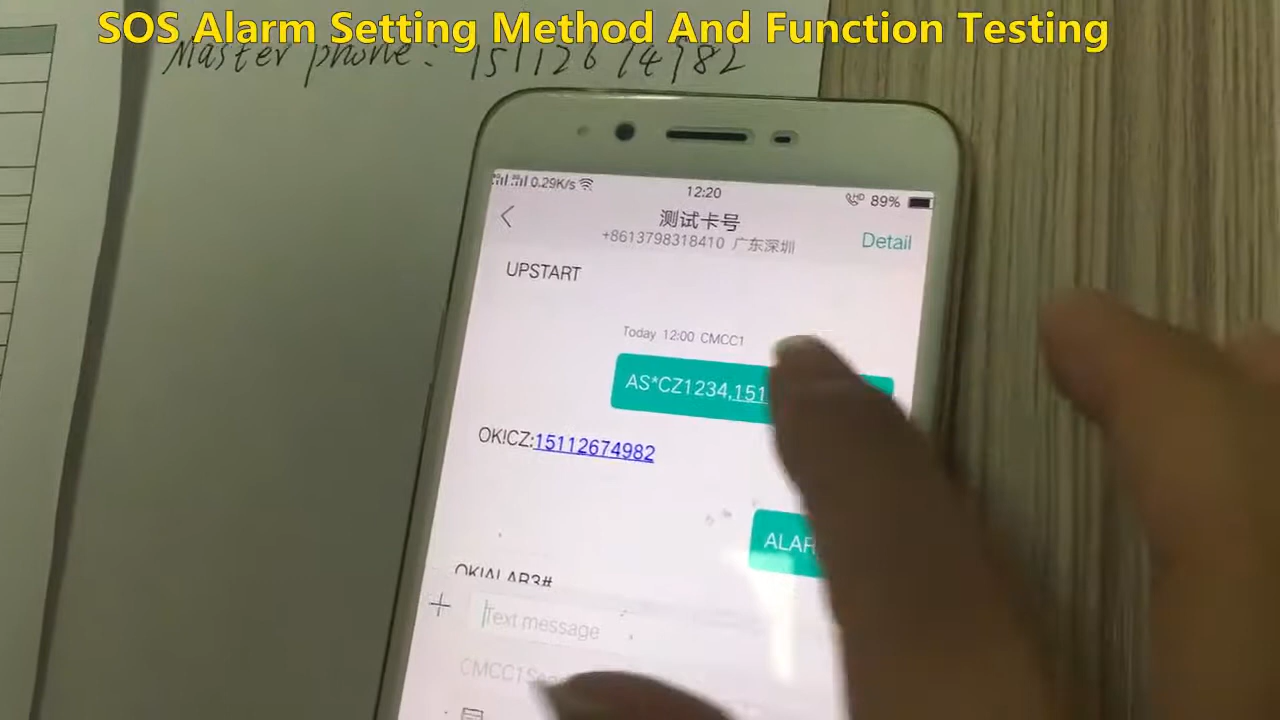 SOS Alarm Setting Method And Function Testing
Master phone: 15112674982
0.29K/s 12:20 HD 89%
测试卡号
+8613798318410 广东深圳
Detail
UPSTART
Today 12:00 CMCC1
AS*CZ1234,151
OK!CZ:15112674982
ALAR
Text message
CMCC1